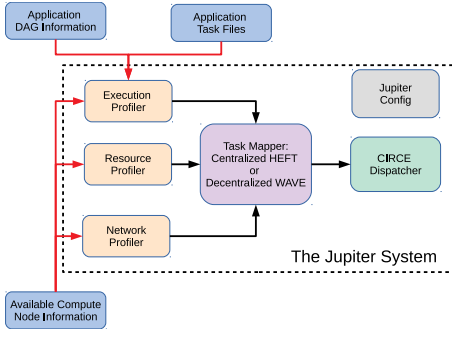 Application
DAG Information
Application
Task Files
Execution
Profiler
Jupiter
Config
Resource
Profiler
Task Mapper:
Centralized HEFT
or
Decentralized WAVE
CIRCE
Dispatcher
Network
Profiler
The Jupiter System
Available Compute
Node Information